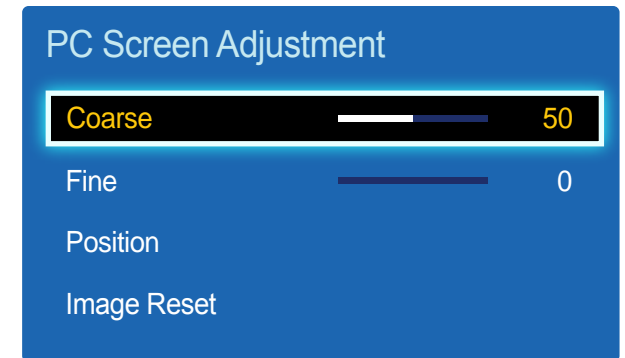 PC Screen Adjustment
Coarse 50
Fine 0
Position
Image Reset